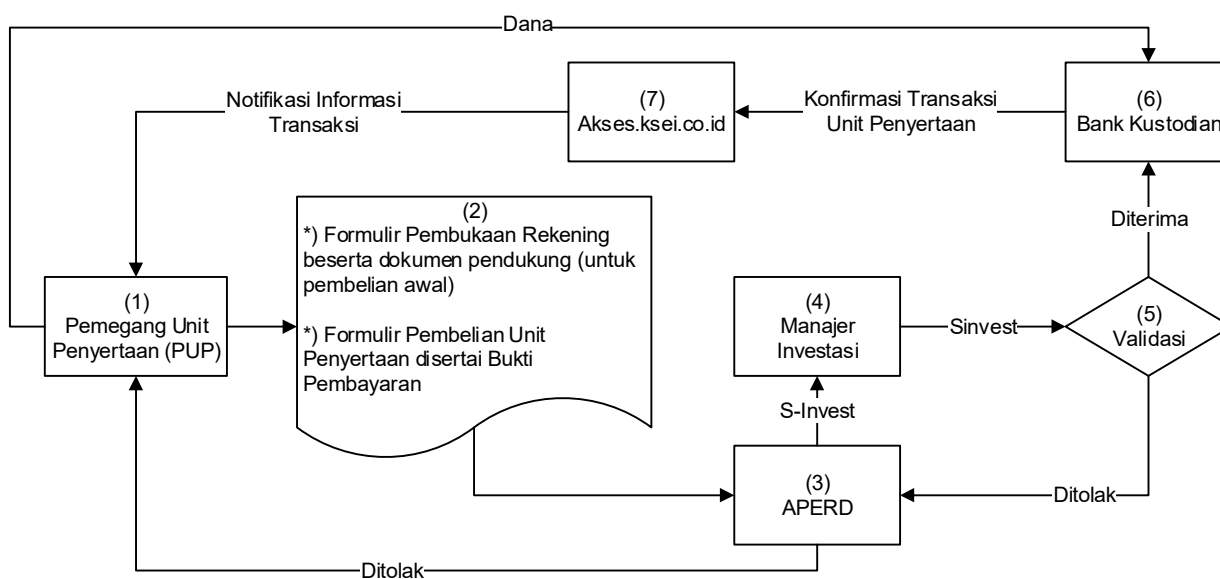 Dana
(7)
Akses.ksei.co.id
Notifikasi Informasi
Transaksi
Konfirmasi Transaksi
Unit Penyertaan
(6)
Bank Kustodian
(2)
*) Formulir Pembukaan Rekening
beserta dokumen pendukung (untuk
pembelian awal)
*) Formulir Pembelian Unit
Penyertaan disertai Bukti
Pembayaran
Diterima
(1)
Pemegang Unit
Penyertaan (PUP)
(4)
Manajer
Investasi
Sinvest
(5)
Validasi
S-Invest
(3)
APERD
Ditolak
Ditolak